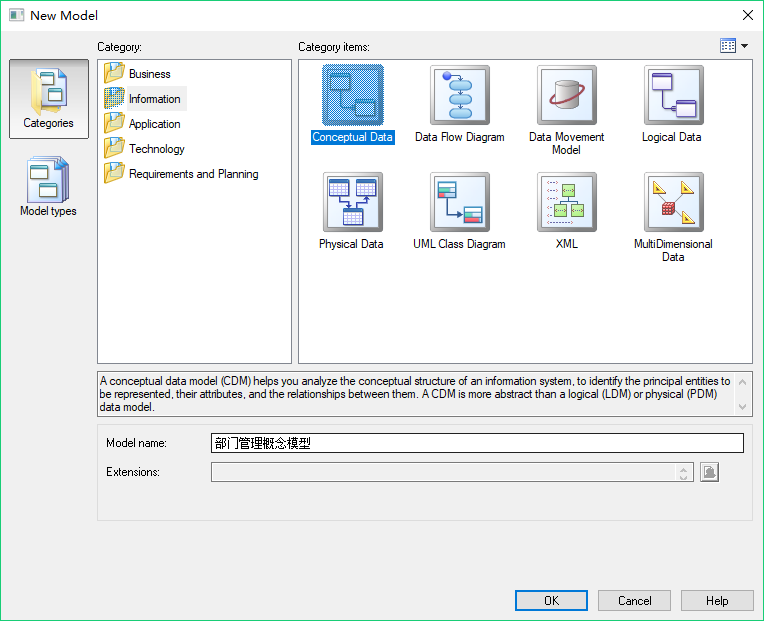 New Model
Category:
Category items:
Categories
Model types
Business
Information
Application
Technology
Requirements and Planning
Conceptual Data
Data Flow Diagram
Data Movement
Model
Logical Data
Physical Data
UML Class Diagram
XML
MultiDimensional
Data
A conceptual data model (CDM) helps you analyze the conceptual structure of an information system, to identify the principal entities to
be represented, their attributes, and the relationships between them. A CDM is more abstract than a logical (LDM) or physical (PDM)
data model.
Model name:
部门管理概念模型
Extensions:
OK
Cancel
Help